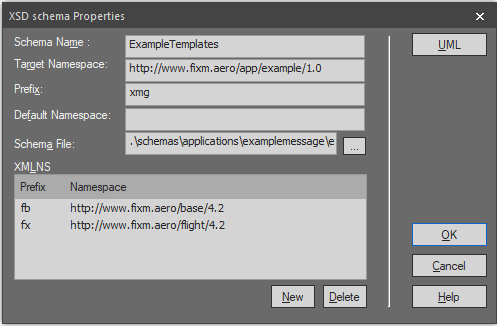 XSD schema Properties
Schema Name : ExampleTemplates
UML
Target Namespace: http://www.fixm.aero/app/example/1.0
Prefix: xmg
Default Namespace:
Schema File: .\schemas\applications\examplemessage\e ...
XMLNS
Prefix Namespace
fb http://www.fixm.aero/base/4.2
fx http://www.fixm.aero/flight/4.2
OK
Cancel
New Delete Help